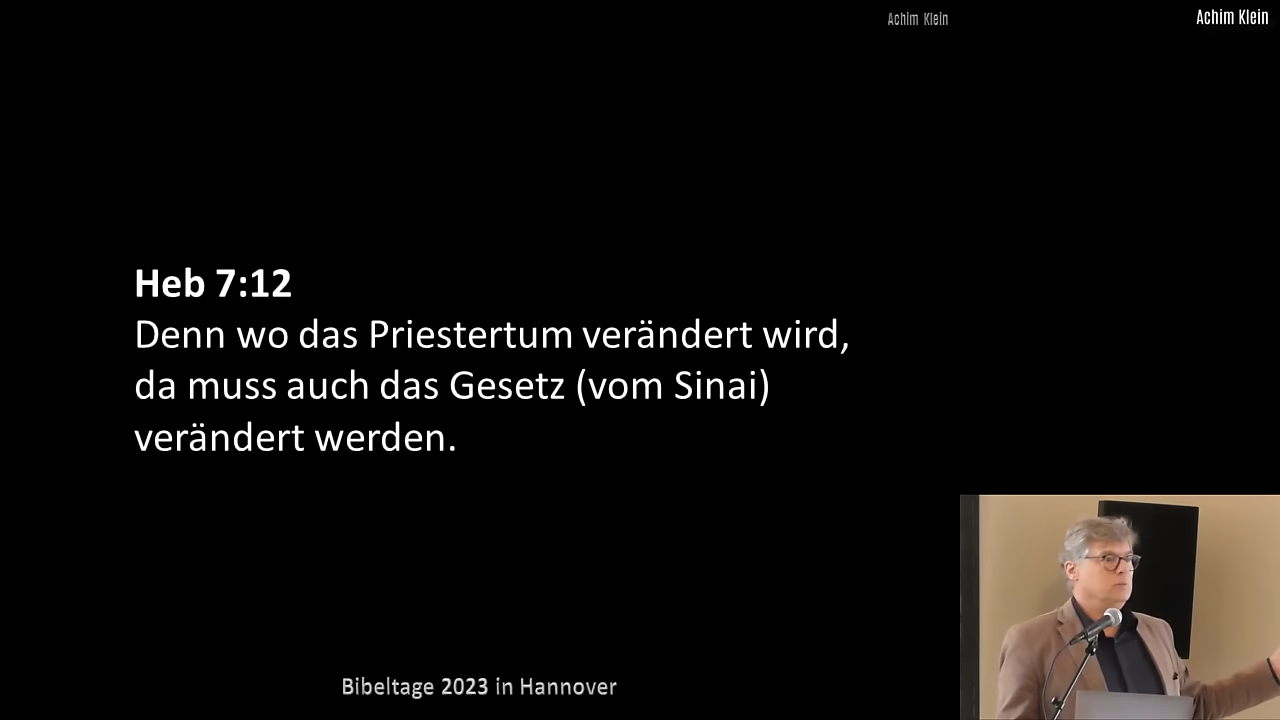 Achim Klein
Achim Klein
Heb 7:12
Denn wo das Priestertum verändert wird,
da muss auch das Gesetz (vom Sinai)
verändert werden.
Bibeltage 2023 in Hannover